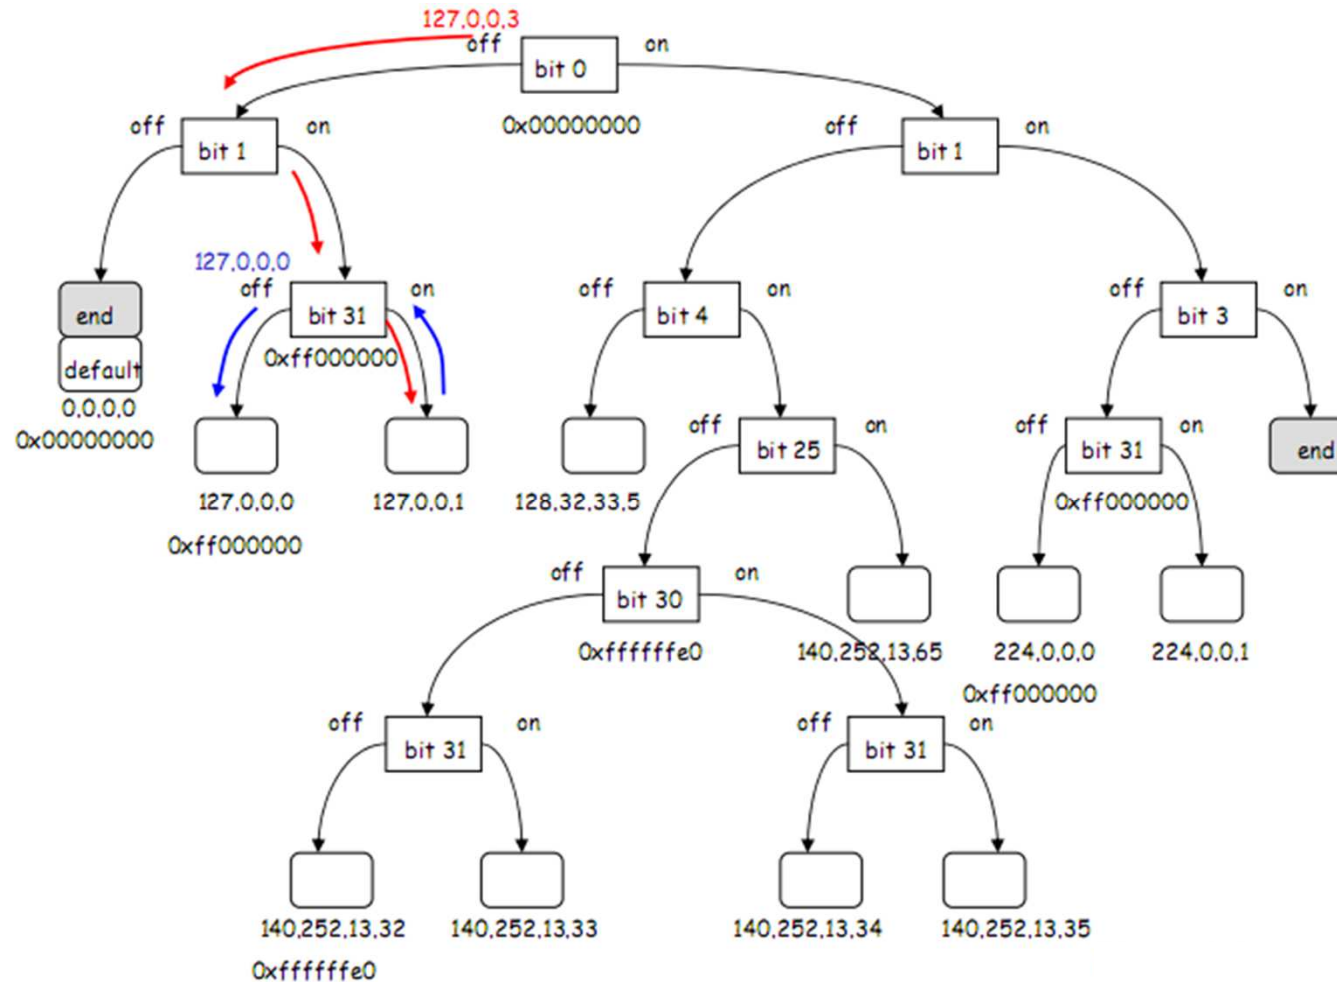 127,0,0,3
off
on
bit 0
0x00000000
off
on
bit 1
off
on
bit 1
127,0,0,0
off
on
bit 31
0xff000000
off
on
bit 4
off
on
bit 3
end
default
0,0,0,0
0x00000000
127,0,0,0
0xff000000
127,0,0,1
128,32,33,5
off
on
bit 25
off
on
bit 31
0xff000000
end
off
on
bit 30
0xffffffe0
140,252,13,65
224,0,0,0
0xff000000
224,0,0,1
off
on
bit 31
off
on
bit 31
140,252,13,32
0xffffffe0
140,252,13,33
140,252,13,34
140,252,13,35